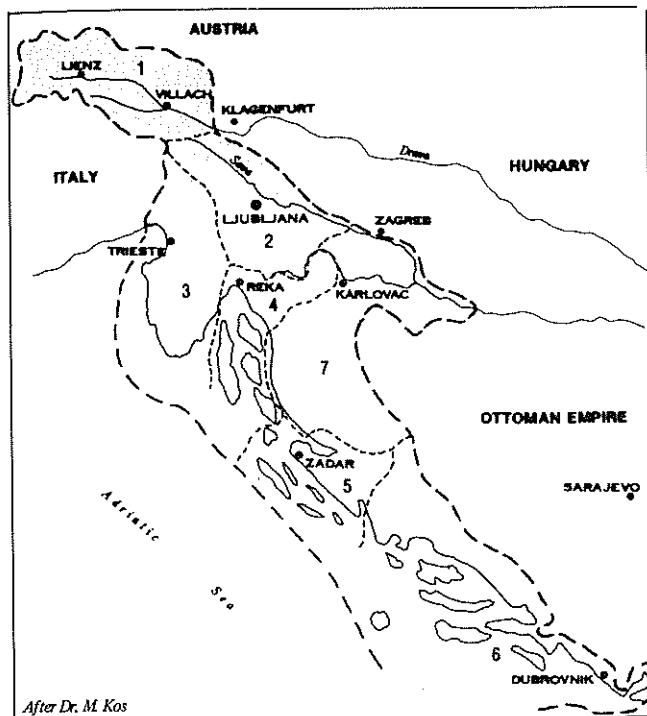 AUSTRIA
1
LIENZ
VILLACH
KLAGENFURT
Drava
HUNGARY
ITALY
Sava
LJUBLJANA
ZAGREB
2
TRIESTE
3
REKA
4
KARLOVAC
7
OTTOMAN EMPIRE
ZADAR
5
SARAJEVO
Adriatic
Sea
6
DUBROVNIK
After Dr. M. Kos